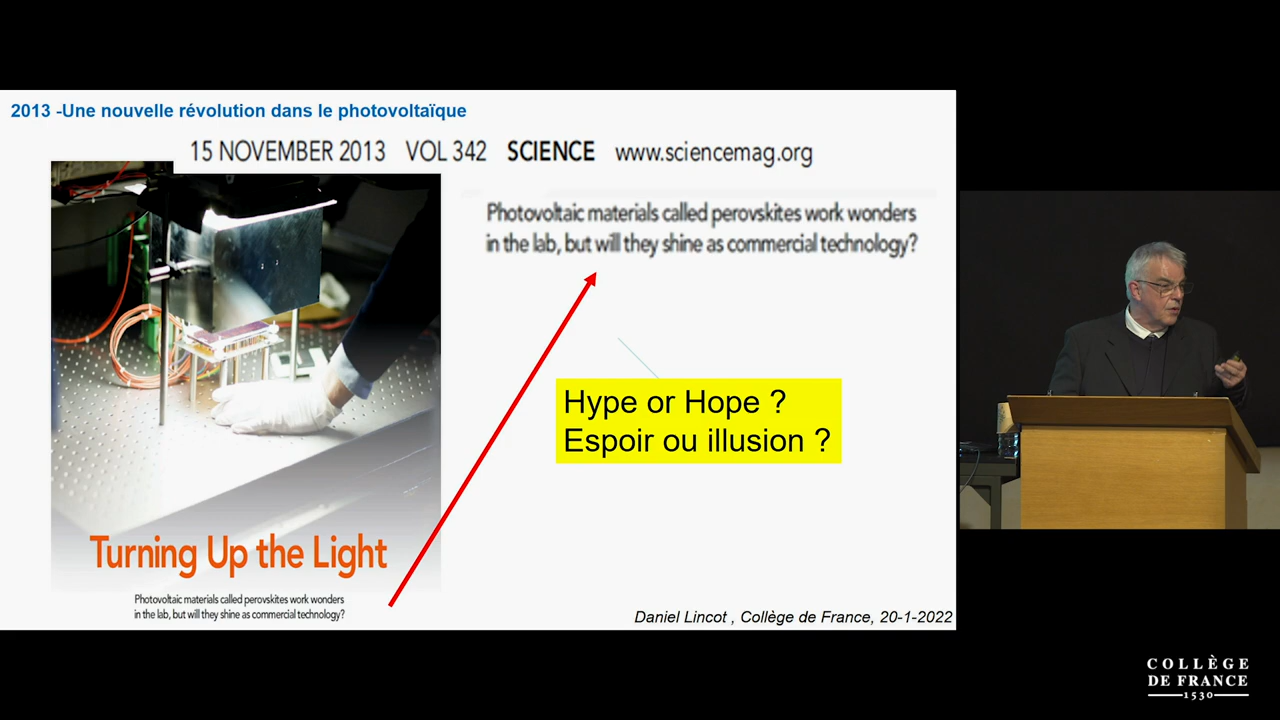 2013 -Une nouvelle révolution dans le photovoltaïque
15 NOVEMBER 2013 VOL 342 SCIENCE www.sciencemag.org
Photovoltaic materials called perovskites work wonders
in the lab, but will they shine as commercial technology?
Hype or Hope ?
Espoir ou illusion ?
Turning Up the Light
Photovoltaic materials called perovskites work wonders
in the lab, but will they shine as commercial technology?
Daniel Lincot , Collège de France, 20-1-2022
COLLÈGE
DE FRANCE
1530